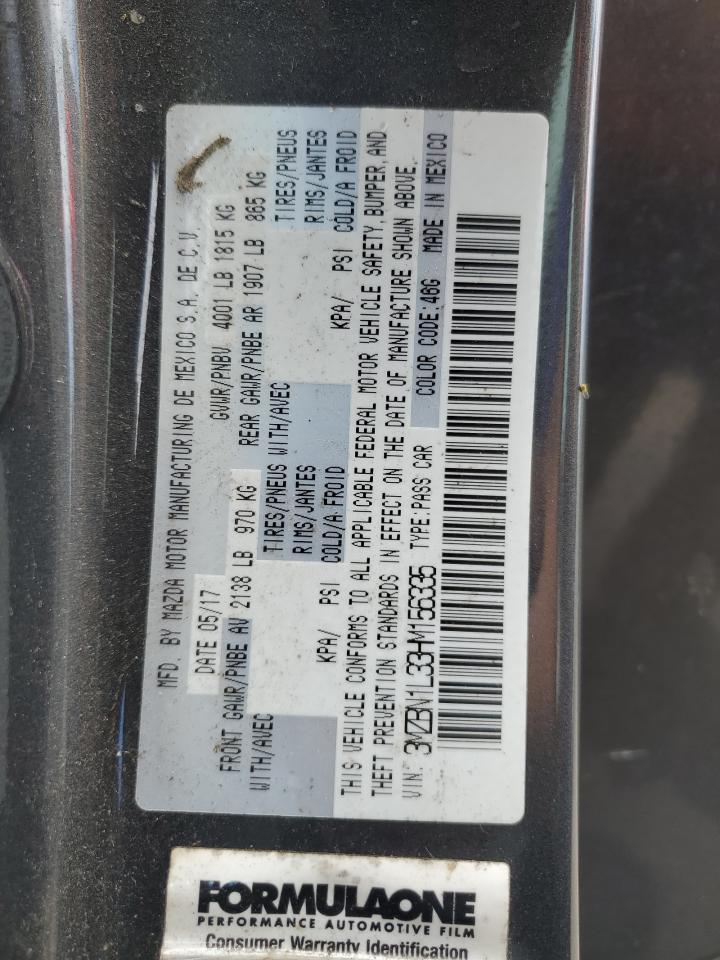 MFD. BY MAZDA MOTOR MANUFACTURING DE MEXICO S.A. DE C.V.
DATE 05/17 GVWR/PNBV 4001 LB 1815 KG
FRONT GAWR/PNBE AV 2138 LB 970 KG REAR GAWR/PNBE AR 1907 LB 865 KG
WITH/AVEC TIRES/PNEUS WITH/AVEC TIRES/PNEUS
RIMS/JANTES RIMS/JANTES
KPA/ PSI COLD/A FROID KPA/ PSI COLD/A FROID
THIS VEHICLE CONFORMS TO ALL APPLICABLE FEDERAL MOTOR VEHICLE SAFETY, BUMPER, AND
THEFT PREVENTION STANDARDS IN EFFECT ON THE DATE OF MANUFACTURE SHOWN ABOVE.
VIN: 3MZBN1L33HM156335 TYPE:PASS CAR COLOR CODE:46G MADE IN MEXICO
FORMULAONE
PERFORMANCE AUTOMOTIVE FILM
Consumer Warranty Identification